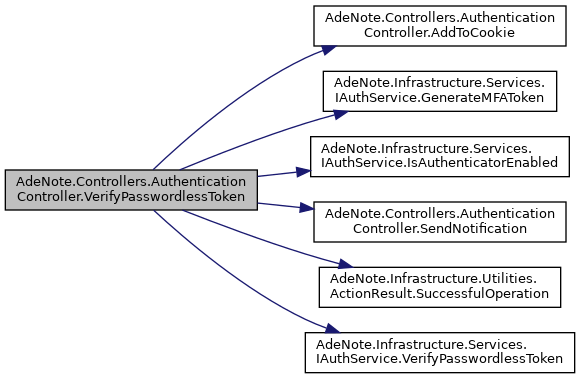 AdeNote.Controllers.Authentication
Controller.AddToCookie
AdeNote.Infrastructure.Services.
IAuthService.GenerateMFAToken
AdeNote.Infrastructure.Services.
IAuthService.IsAuthenticatorEnabled
AdeNote.Controllers.Authentication
Controller.VerifyPasswordlessToken
AdeNote.Controllers.Authentication
Controller.SendNotification
AdeNote.Infrastructure.Utilities.
ActionResult.SuccessfulOperation
AdeNote.Infrastructure.Services.
IAuthService.VerifyPasswordlessToken